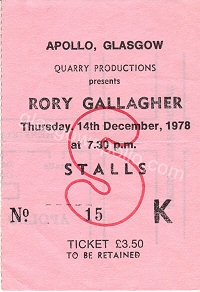 APOLLO, GLASGOW
QUARRY PRODUCTIONS
presents
RORY GALLAGHER
Thursday. 14th December, 1978
at 7.30 p.m.
STALLS
S
No 15 K
TICKET £3.50
TO BE RETAINED